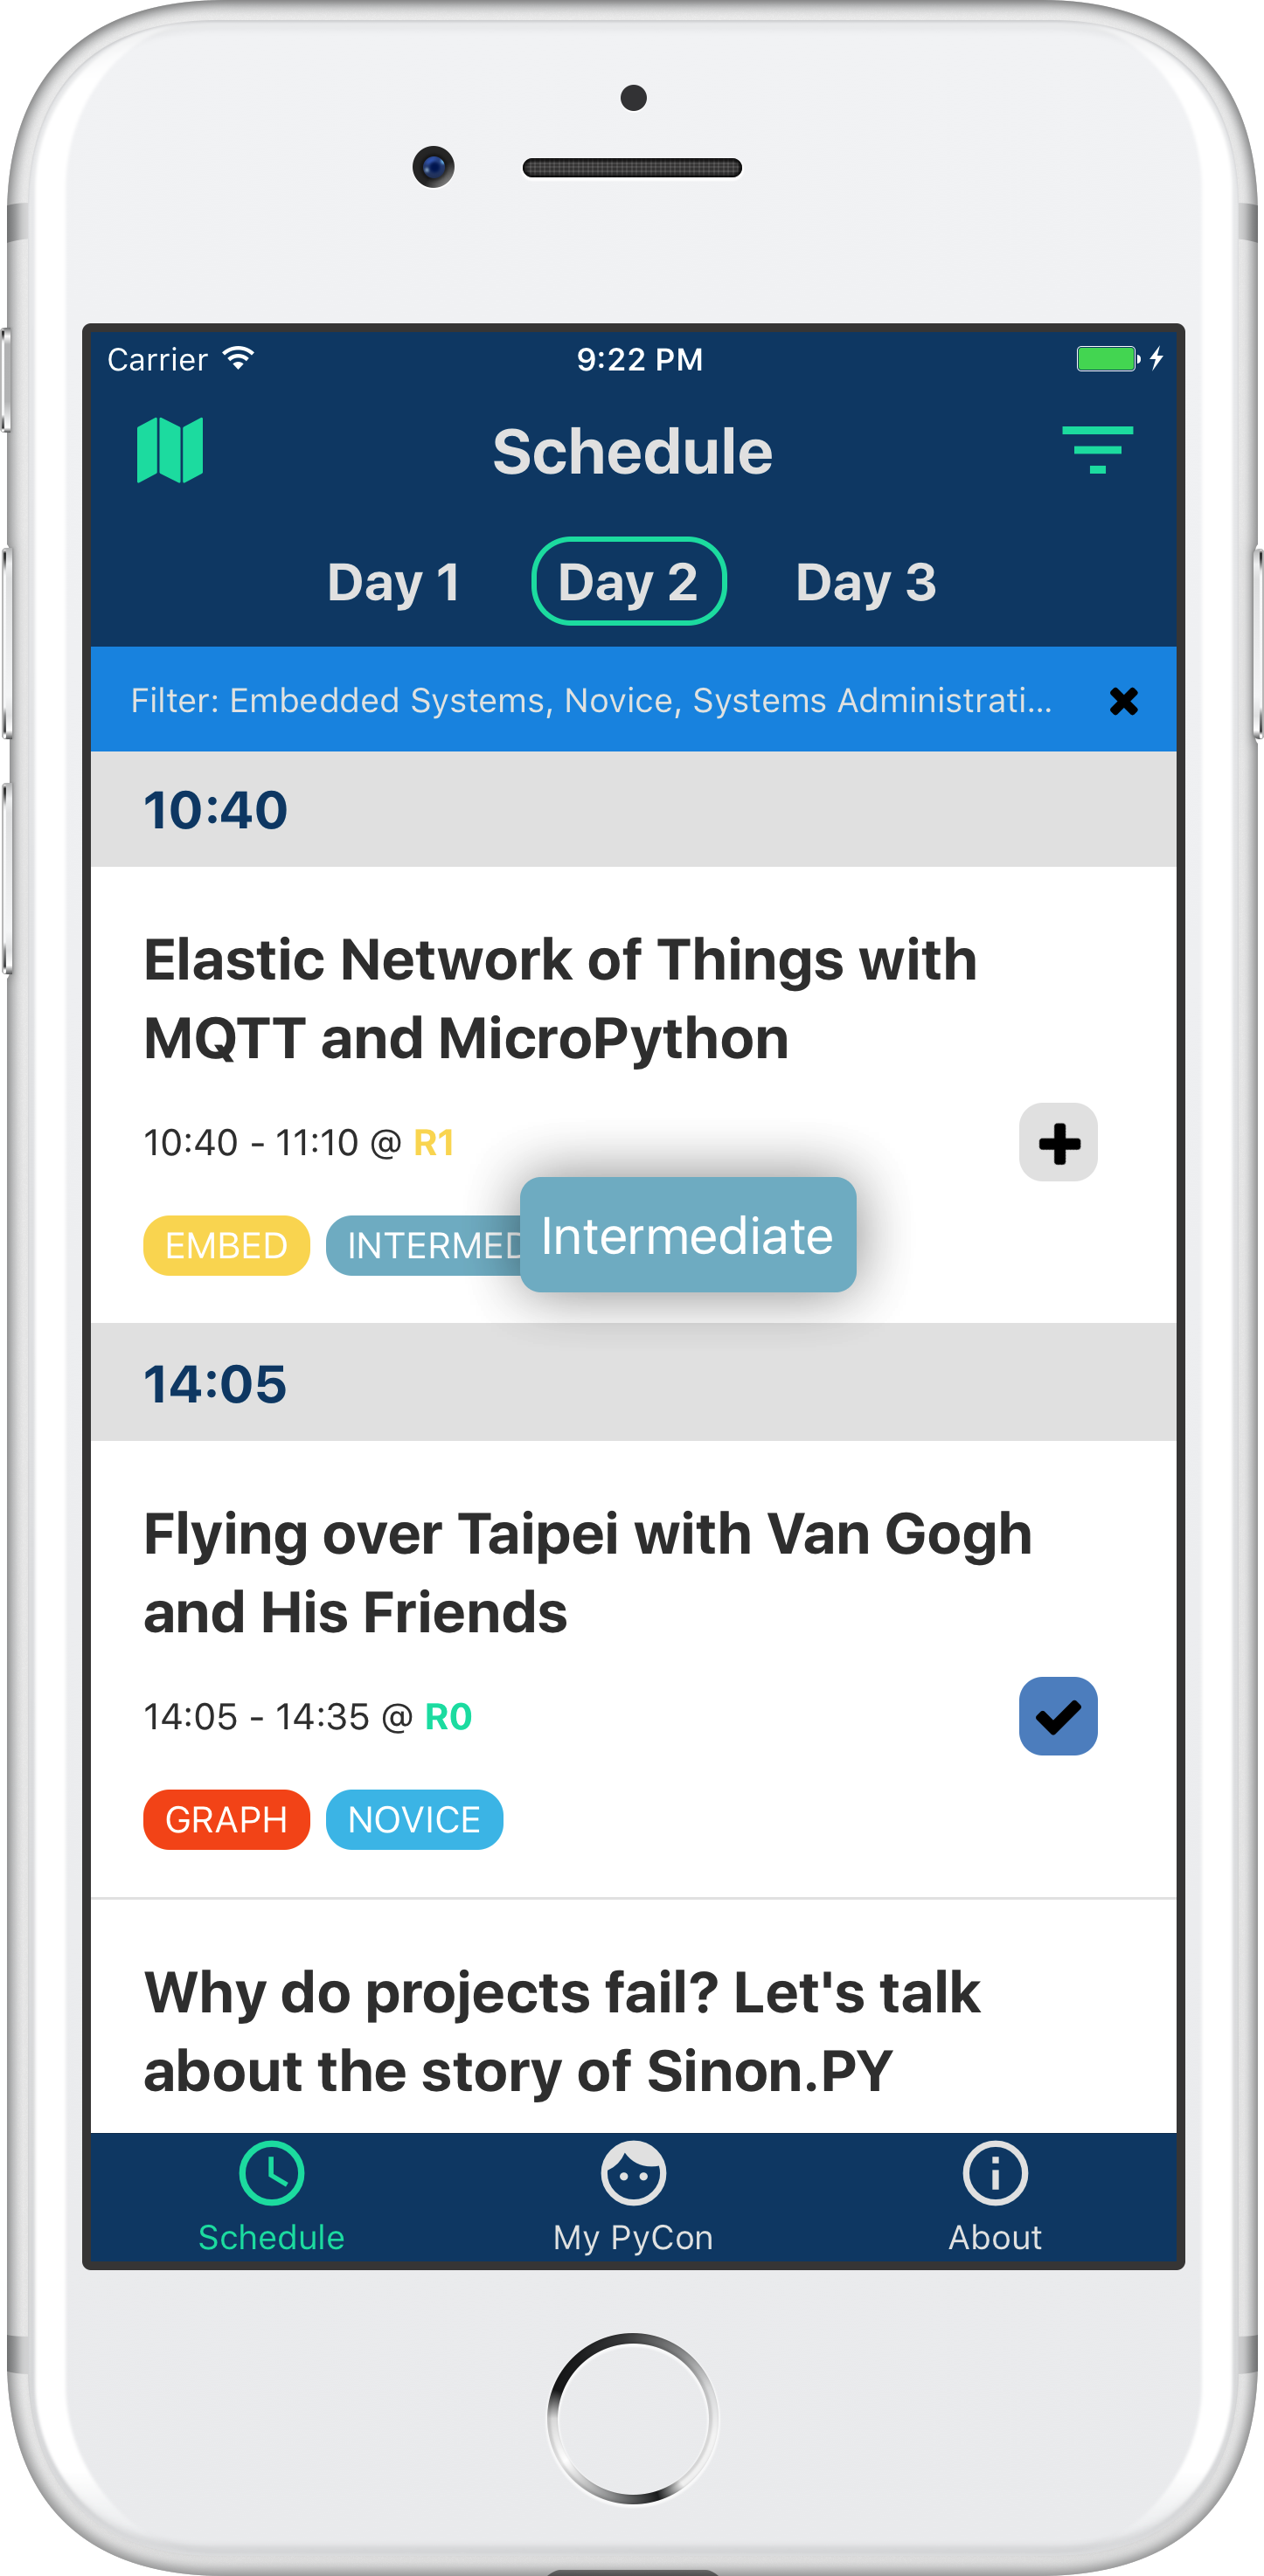 Carrier 9:22 PM
Schedule
Day 1 Day 2 Day 3
Filter: Embedded Systems, Novice, Systems Administrati...
10:40
Elastic Network of Things with
MQTT and MicroPython
10:40 - 11:10 @ R1
EMBED INTERMED Intermediate
14:05
Flying over Taipei with Van Gogh
and His Friends
14:05 - 14:35 @ R0
GRAPH NOVICE
Why do projects fail? Let's talk
about the story of Sinon.PY
Schedule My PyCon About